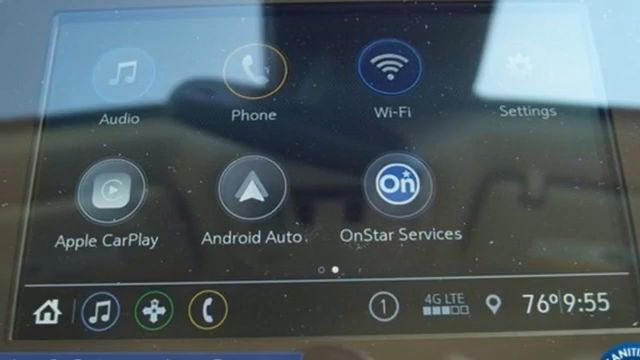 Audio
Phone
Wi-Fi
Settings
On
Apple CarPlay
Android Auto
OnStar Services
1
4G LTE
76° 9:55